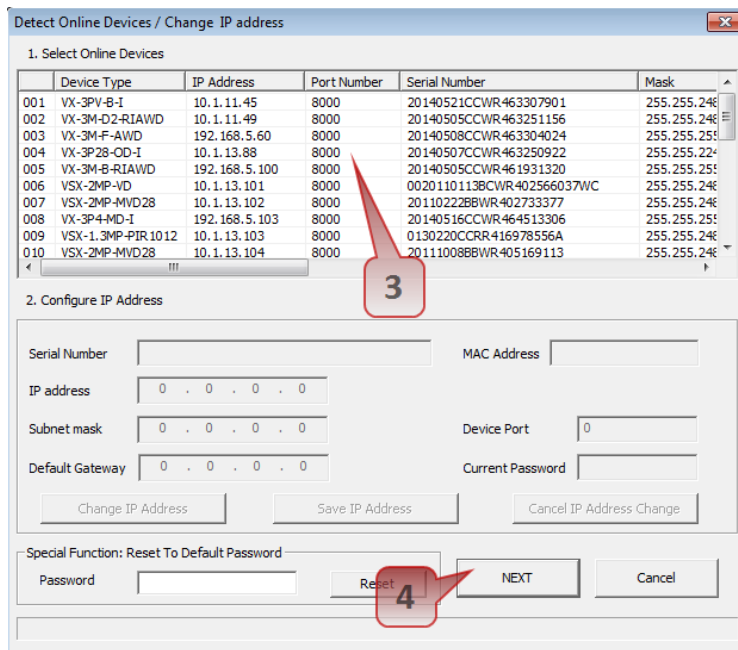 Detect Online Devices / Change IP address
1. Select Online Devices
Device Type IP Address Port Number Serial Number Mask
001 VX-3PV-B-I 10.1.11.45 8000 20140521CCWR463307901 255.255.248
002 VX-3M-D2-RIAWD 10.1.11.49 8000 20140505CCWR463251156 255.255.248
003 VX-3M-F-AWD 192.168.5.60 8000 20140508CCWR463304024 255.255.255
004 VX-3P28-OD-I 10.1.13.88 8000 20140507CCWR463250922 255.255.224
005 VX-3M-B-RIAWD 192.168.5.100 8000 20140505CCWR461931320 255.255.255
006 VSX-2MP-VD 10.1.13.101 8000 0020110113BCWR402566037WC 255.255.248
007 VSX-2MP-MVD28 10.1.13.102 8000 20110222BBWR402733377 255.255.248
008 VX-3P4-MD-I 192.168.5.103 8000 20140516CCWR464513306 255.255.255
009 VSX-1.3MP-PIR1012 10.1.13.103 8000 0130220CCRR416978556A 255.255.248
010 VSX-2MP-MVD28 10.1.13.104 8000 20111008BBWR405169113 255.255.248
3
2. Configure IP Address
Serial Number MAC Address
IP address 0 . 0 . 0 . 0
Subnet mask 0 . 0 . 0 . 0 Device Port 0
Default Gateway 0 . 0 . 0 . 0 Current Password
Change IP Address Save IP Address Cancel IP Address Change
Special Function: Reset To Default Password
Password Reset NEXT Cancel
4